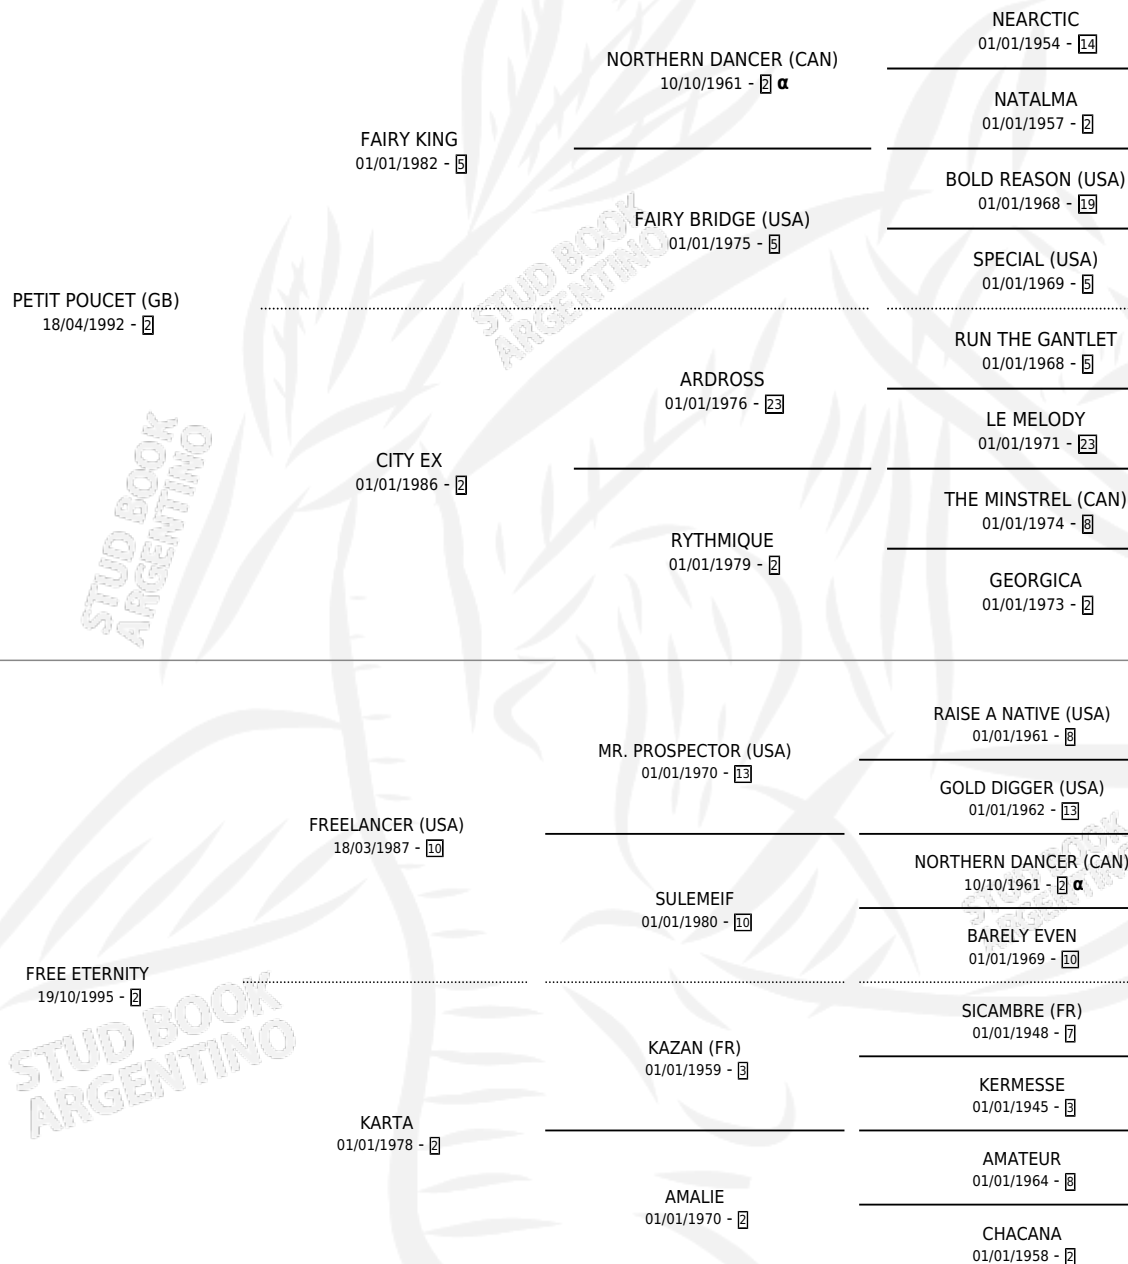 NEARCTIC
01/01/1954 - 14
NORTHERN DANCER (CAN)
10/10/1961 - 2 α
NATALMA
01/01/1957 - 2
FAIRY KING
01/01/1982 - 5
BOLD REASON (USA)
01/01/1968 - 19
FAIRY BRIDGE (USA)
01/01/1975 - 5
SPECIAL (USA)
01/01/1969 - 5
PETIT POUCET (GB)
18/04/1992 - 2
RUN THE GANTLET
01/01/1968 - 5
ARDROSS
01/01/1976 - 23
LE MELODY
01/01/1971 - 23
CITY EX
01/01/1986 - 2
THE MINSTREL (CAN)
01/01/1974 - 8
RYTHMIQUE
01/01/1979 - 2
GEORGICA
01/01/1973 - 2
STUD BOOK
ARGENTINO
STUD BOOK
ARGENTINO
RAISE A NATIVE (USA)
01/01/1961 - 8
MR. PROSPECTOR (USA)
01/01/1970 - 13
GOLD DIGGER (USA)
01/01/1962 - 13
FREELANCER (USA)
18/03/1987 - 10
NORTHERN DANCER (CAN)
10/10/1961 - 2 α
SULEMEIF
01/01/1980 - 10
BARELY EVEN
01/01/1969 - 10
FREE ETERNITY
19/10/1995 - 2
SICAMBRE (FR)
01/01/1948 - 7
KAZAN (FR)
01/01/1959 - 3
KERMESSE
01/01/1945 - 3
KARTA
01/01/1978 - 2
AMATEUR
01/01/1964 - 8
AMALIE
01/01/1970 - 2
CHACANA
01/01/1958 - 2
STUD BOOK
ARGENTINO
STUD BOOK
ARGENTINO